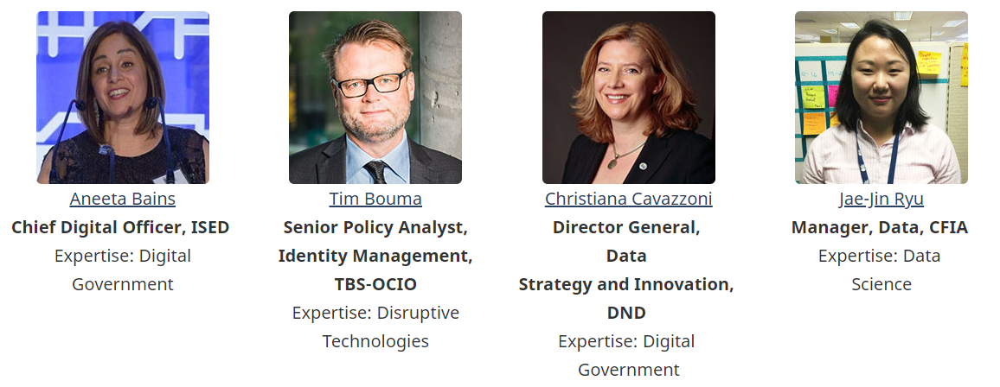 Aneeta Bains
Chief Digital Officer, ISED
Expertise: Digital
Government
Tim Bouma
Senior Policy Analyst,
Identity Management,
TBS-OCIO
Expertise: Disruptive
Technologies
Christiana Cavazzoni
Director General,
Data
Strategy and Innovation,
DND
Expertise: Digital
Government
Jae-Jin Ryu
Manager, Data, CFIA
Expertise: Data
Science